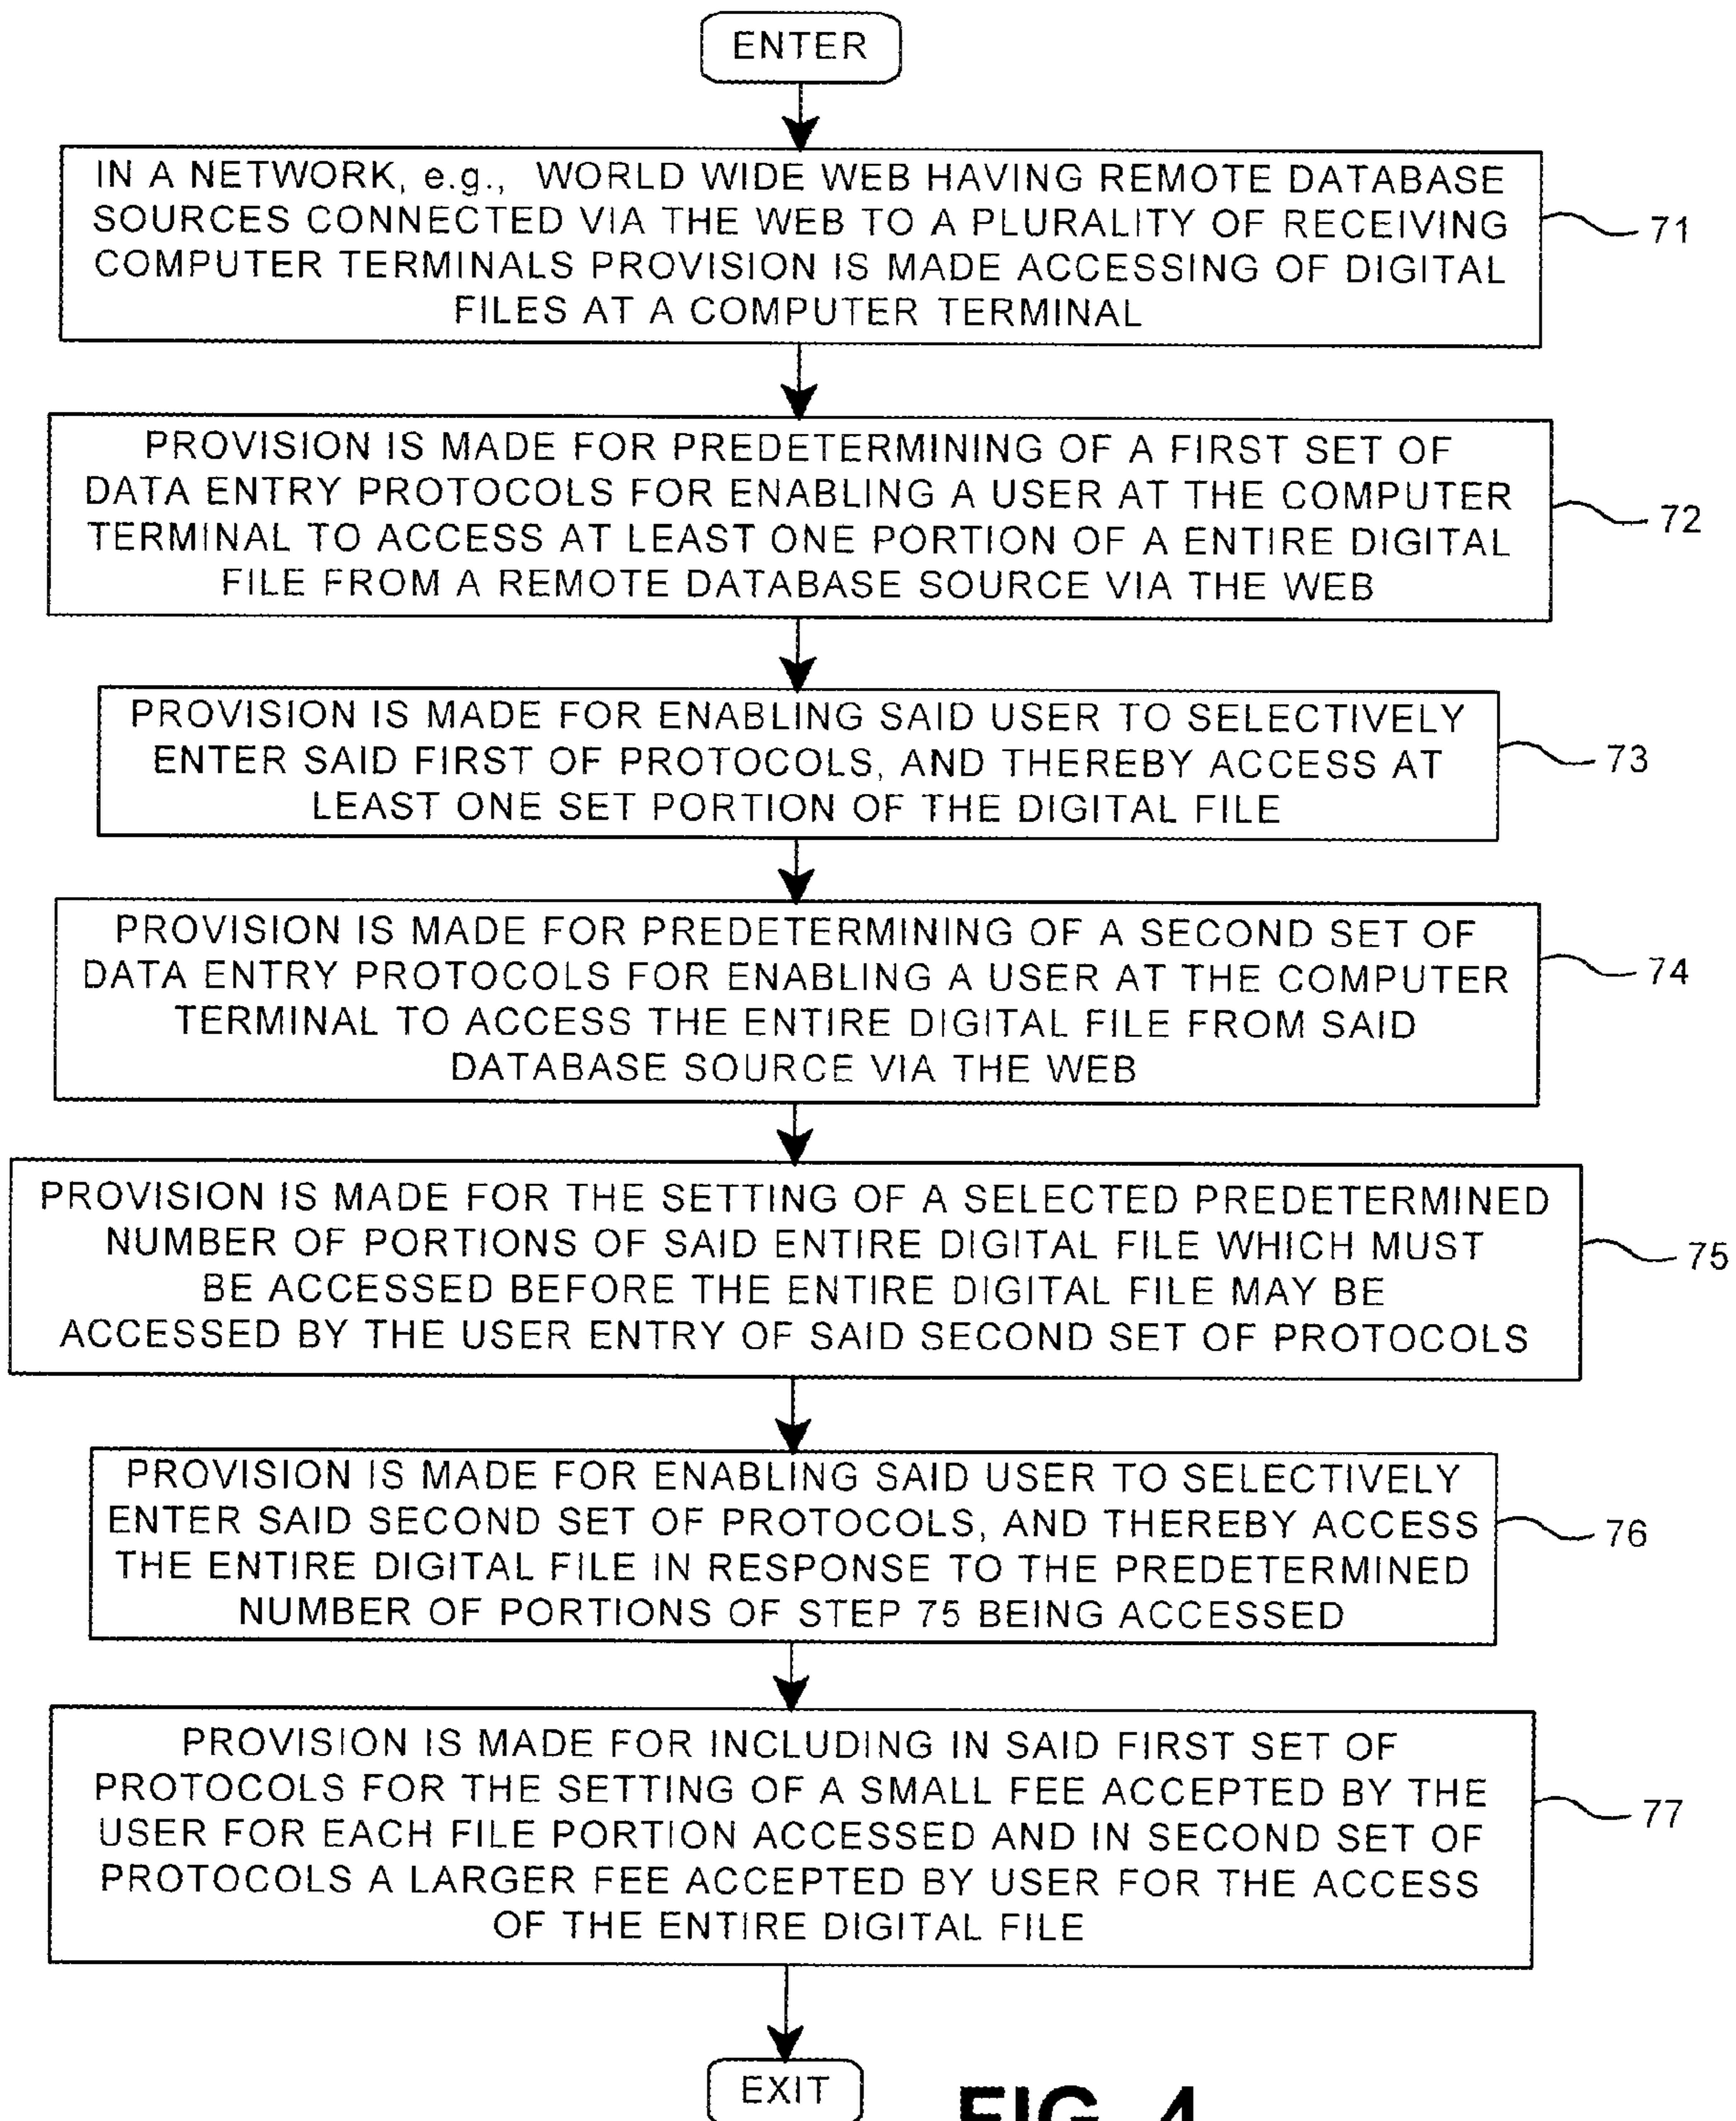 ENTER
IN A NETWORK, e.g., WORLD WIDE WEB HAVING REMOTE DATABASE
SOURCES CONNECTED VIA THE WEB TO A PLURALITY OF RECEIVING
COMPUTER TERMINALS PROVISION IS MADE ACCESSING OF DIGITAL
FILES AT A COMPUTER TERMINAL
71
PROVISION IS MADE FOR PREDETERMINING OF A FIRST SET OF
DATA ENTRY PROTOCOLS FOR ENABLING A USER AT THE COMPUTER
TERMINAL TO ACCESS AT LEAST ONE PORTION OF A ENTIRE DIGITAL
FILE FROM A REMOTE DATABASE SOURCE VIA THE WEB
72
PROVISION IS MADE FOR ENABLING SAID USER TO SELECTIVELY
ENTER SAID FIRST OF PROTOCOLS, AND THEREBY ACCESS AT
LEAST ONE SET PORTION OF THE DIGITAL FILE
73
PROVISION IS MADE FOR PREDETERMINING OF A SECOND SET OF
DATA ENTRY PROTOCOLS FOR ENABLING A USER AT THE COMPUTER
TERMINAL TO ACCESS THE ENTIRE DIGITAL FILE FROM SAID
DATABASE SOURCE VIA THE WEB
74
PROVISION IS MADE FOR THE SETTING OF A SELECTED PREDETERMINED
NUMBER OF PORTIONS OF SAID ENTIRE DIGITAL FILE WHICH MUST
BE ACCESSED BEFORE THE ENTIRE DIGITAL FILE MAY BE
ACCESSED BY THE USER ENTRY OF SAID SECOND SET OF PROTOCOLS
75
PROVISION IS MADE FOR ENABLING SAID USER TO SELECTIVELY
ENTER SAID SECOND SET OF PROTOCOLS, AND THEREBY ACCESS
THE ENTIRE DIGITAL FILE IN RESPONSE TO THE PREDETERMINED
NUMBER OF PORTIONS OF STEP 75 BEING ACCESSED
76
PROVISION IS MADE FOR INCLUDING IN SAID FIRST SET OF
PROTOCOLS FOR THE SETTING OF A SMALL FEE ACCEPTED BY THE
USER FOR EACH FILE PORTION ACCESSED AND IN SECOND SET OF
PROTOCOLS A LARGER FEE ACCEPTED BY USER FOR THE ACCESS
OF THE ENTIRE DIGITAL FILE
77
EXIT
FIG. 4